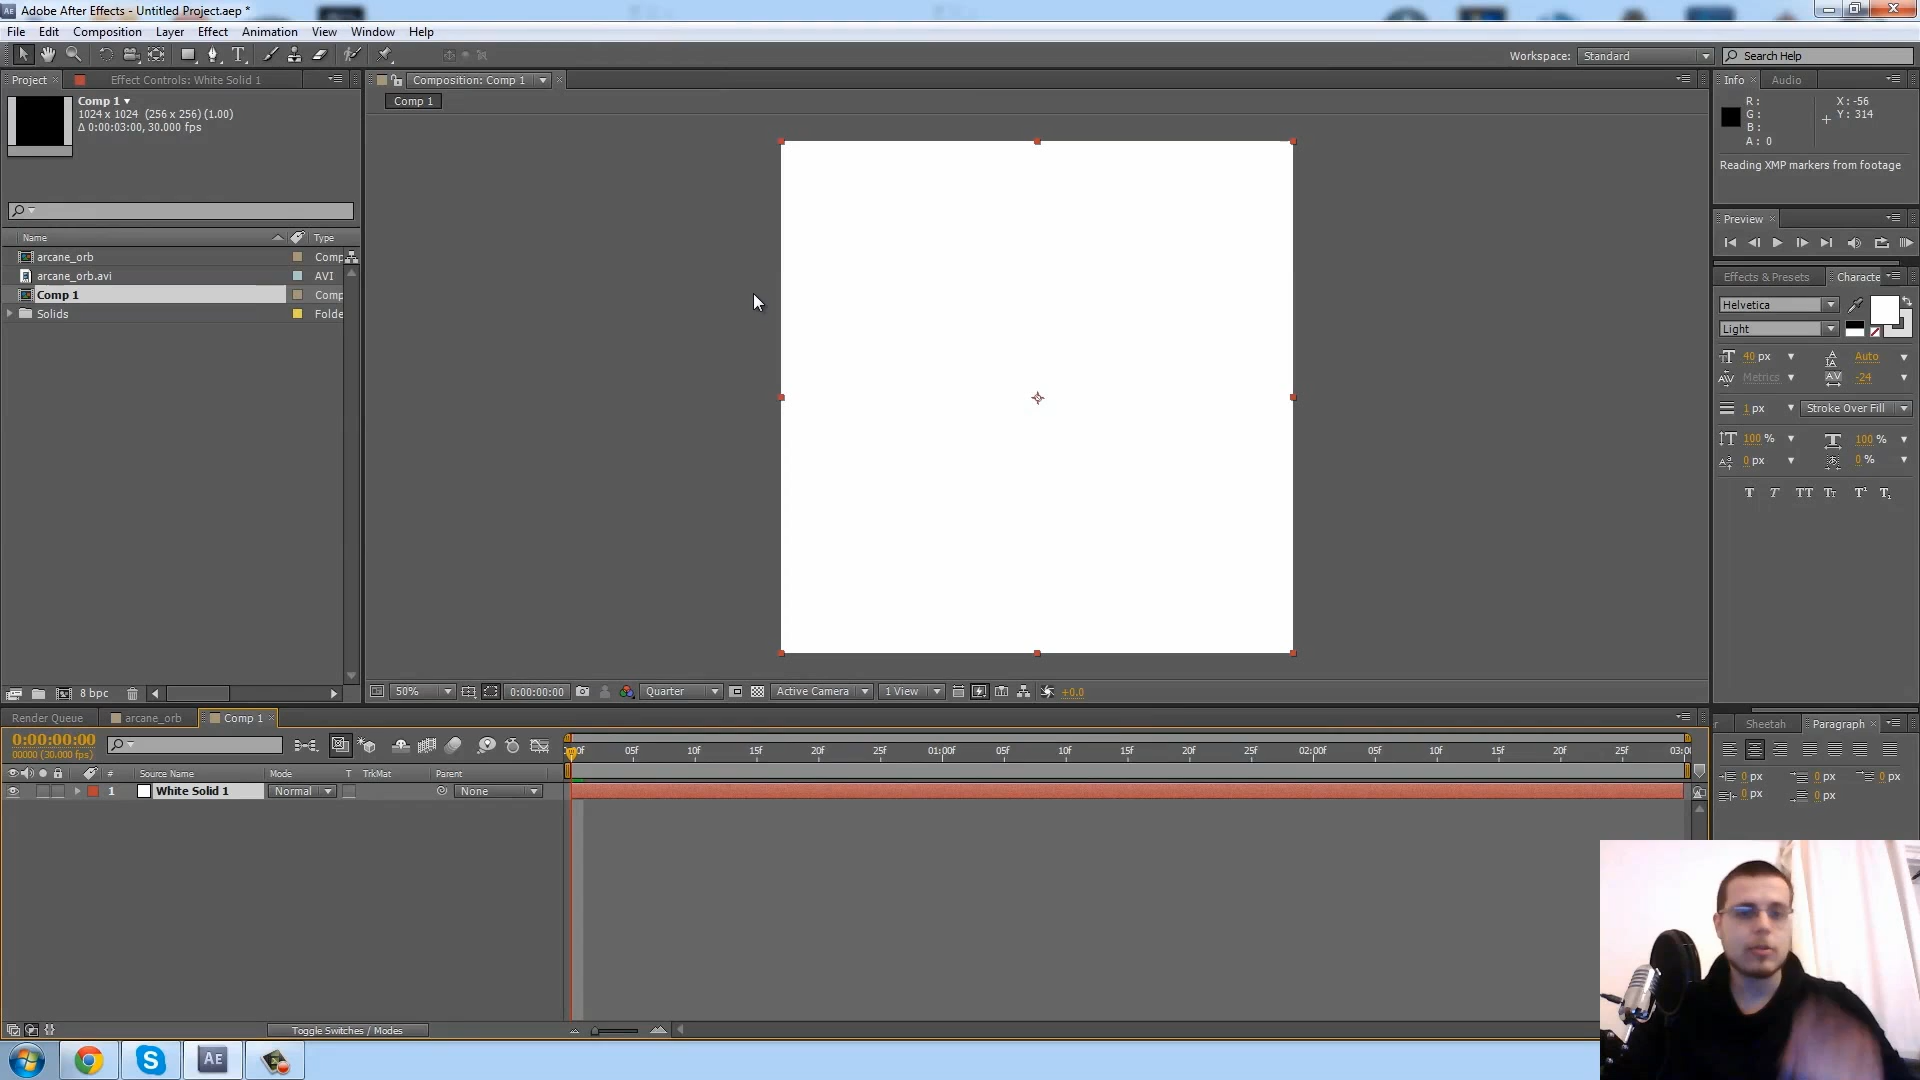 Adobe After Effects - Untitled Project.aep *
File Edit Composition Layer Effect Animation View Window Help
Workspace: Standard Search Help
Project Effect Controls: White Solid 1
Composition: Comp 1
Info Audio
Comp 1
1024 x 1024 (256 x 256) (1.00)
Δ 0:00:03:00, 30.000 fps
Comp 1
R:
G:
B:
A: 0
X: -56
Y: 314
Reading XMP markers from footage
Preview
Name Type
arcane_orb Comp
arcane_orb.avi AVI
Comp 1 Comp
Solids Folde
Effects & Presets Characte
Helvetica
Light
40 px Auto
Metrics -24
1 px Stroke Over Fill
100 % 100 %
0 px 0 %
T T TT Tt T¹ T₁
8 bpc
50% 0:00:00:00 Quarter Active Camera 1 View +0.0
Render Queue arcane_orb Comp 1
Sheetah Paragraph
0:00:00:00
00000 (30.000 fps)
05f 10f 15f 20f 25f 01:00f 05f 10f 15f 20f 25f 02:00f 05f 10f 15f 20f 25f
# Source Name Mode T TrkMat Parent
1 White Solid 1 Normal None
0 px 0 px 0 px
0 px 0 px
Toggle Switches / Modes
AE